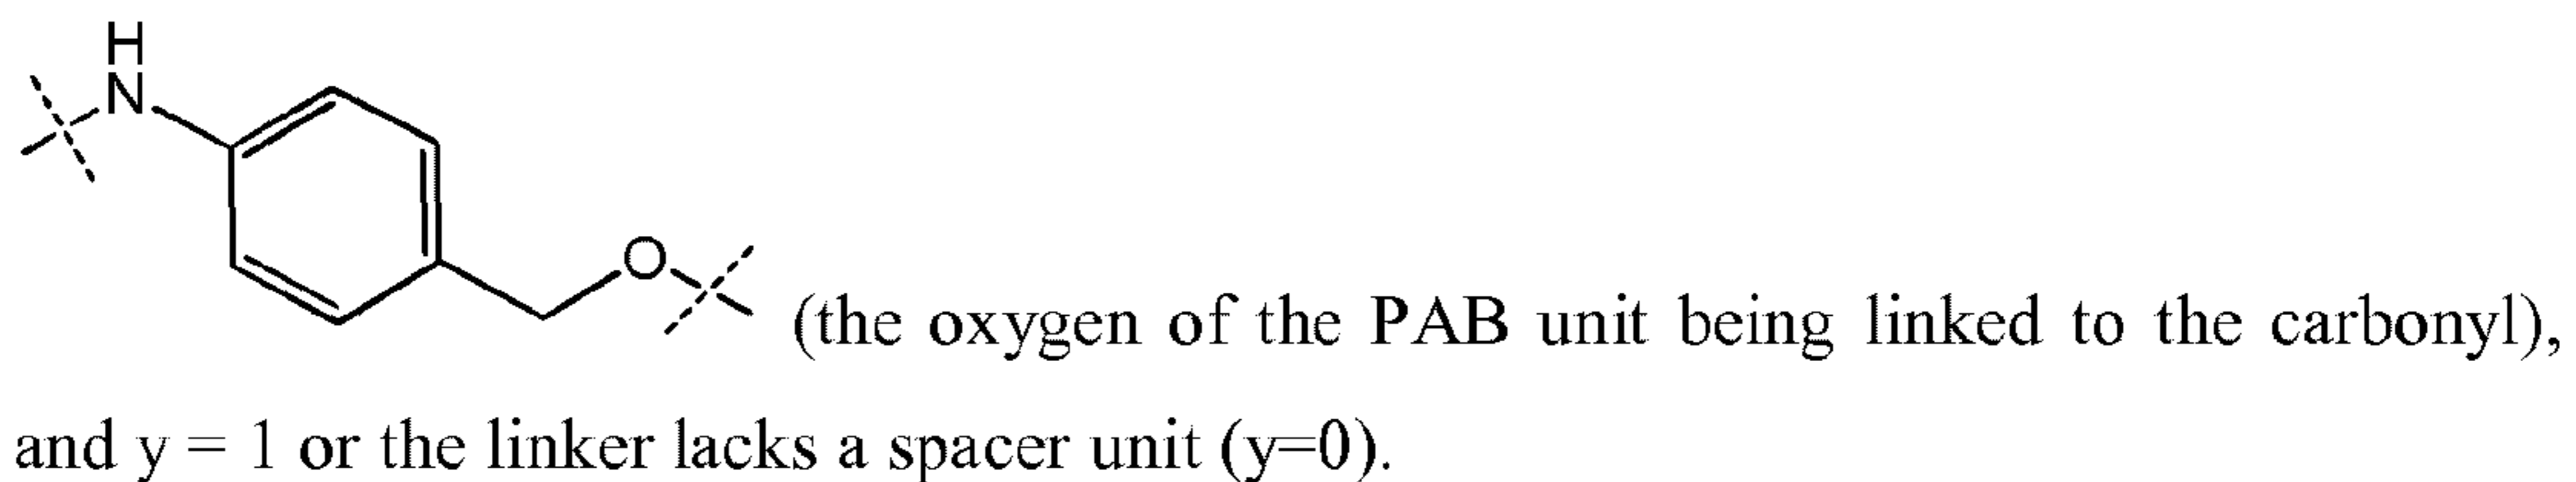 H
N
O
(the oxygen of the PAB unit being linked to the carbonyl),
and y = 1 or the linker lacks a spacer unit (y=0).